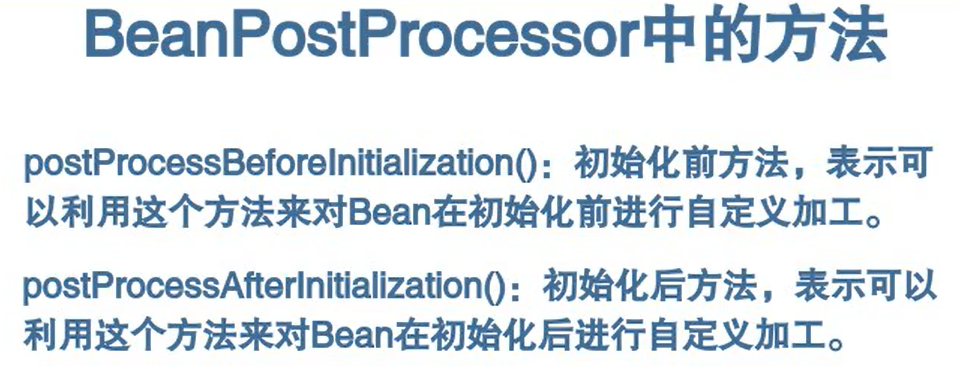 BeanPostProcessor中的方法
postProcessBeforeInitialization()：初始化前方法，表示可
以利用这个方法来对Bean在初始化前进行自定义加工。
postProcessAfterInitialization()：初始化后方法，表示可以
利用这个方法来对Bean在初始化后进行自定义加工。